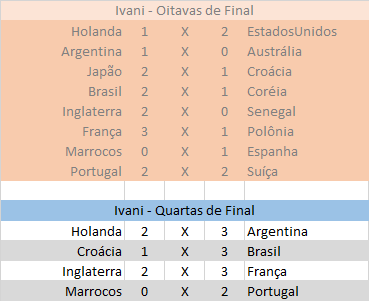 Ivani - Oitavas de Final
Holanda 1 X 2 EstadosUnidos
Argentina 1 X 0 Austrália
Japão 2 X 1 Croácia
Brasil 2 X 1 Coréia
Inglaterra 2 X 0 Senegal
França 3 X 1 Polônia
Marrocos 0 X 1 Espanha
Portugal 2 X 2 Suíça
Ivani - Quartas de Final
Holanda 2 X 3 Argentina
Croácia 1 X 3 Brasil
Inglaterra 2 X 3 França
Marrocos 0 X 2 Portugal